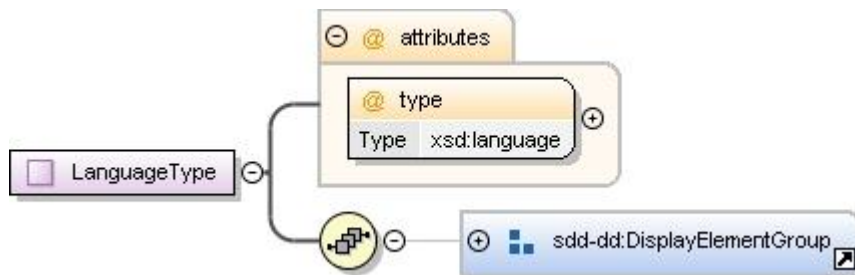 @ attributes
@ type
Type xsd:language
LanguageType
sdd-dd:DisplayElementGroup